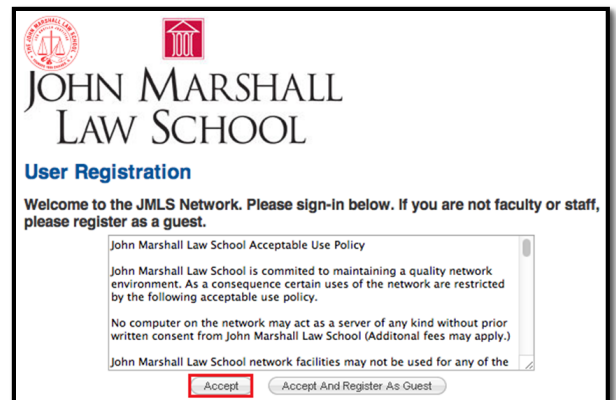 THE JOHN MARSHALL LAW SCHOOL
JOHN MARSHALL
LAW SCHOOL
User Registration
Welcome to the JMLS Network. Please sign-in below. If you are not faculty or staff,
please register as a guest.
John Marshall Law School Acceptable Use Policy
John Marshall Law School is commited to maintaining a quality network
environment. As a consequence certain uses of the network are restricted
by the following acceptable use policy.
No computer on the network may act as a server of any kind without prior
written consent from John Marshall Law School (Additonal fees may apply.)
John Marshall Law School network facilities may not be used for any of the
Accept
Accept And Register As Guest